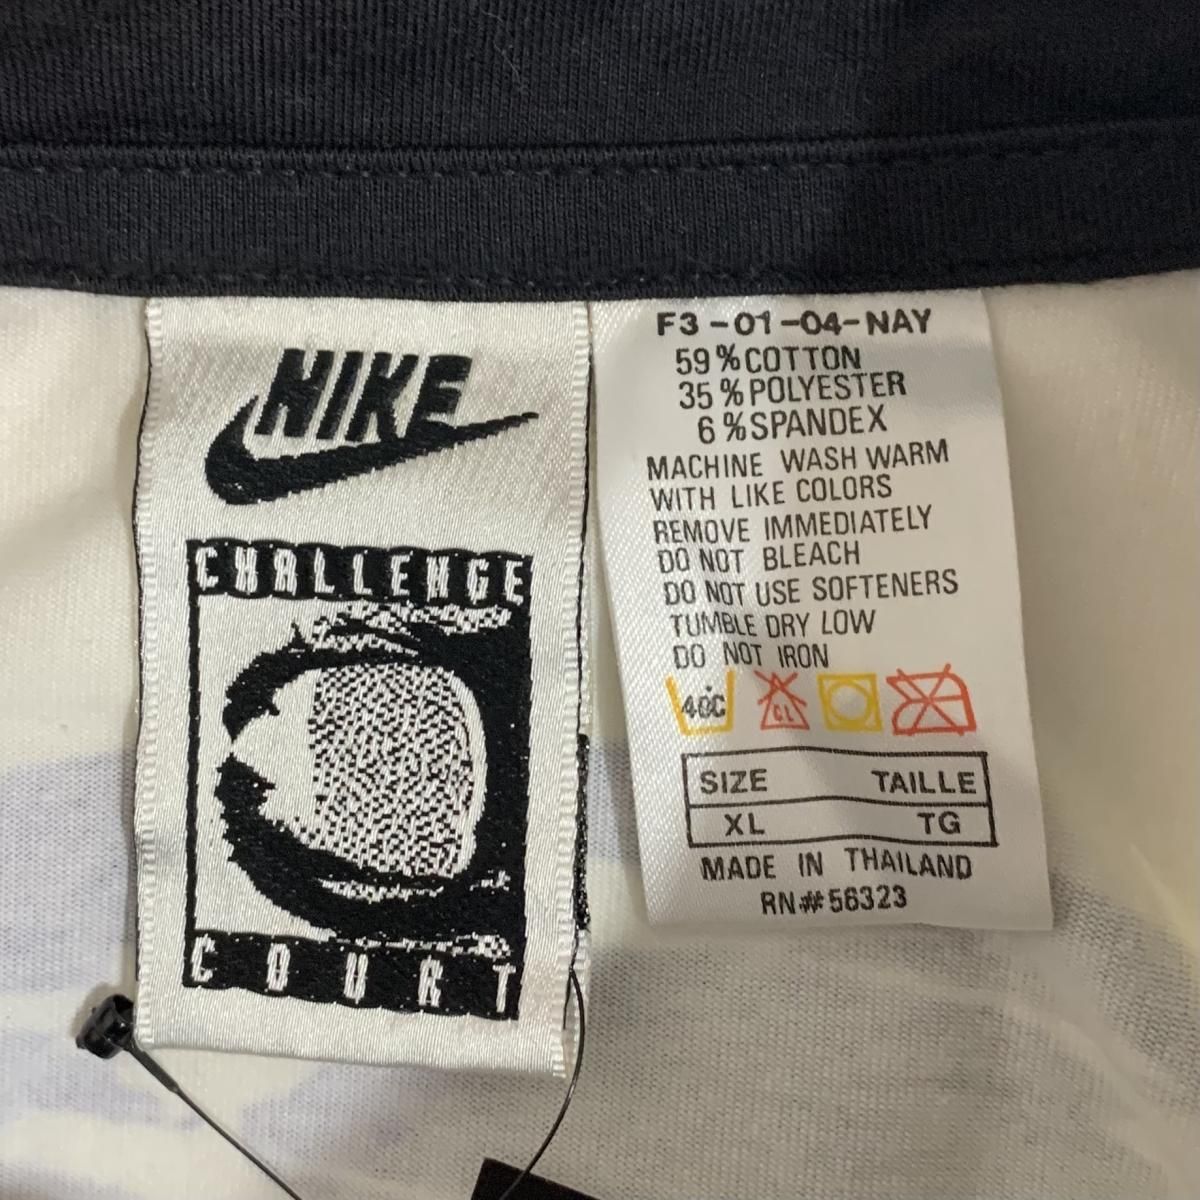 NIKE
CHALLENGE
COURT
F3-01-04-NAY
59%COTTON
35%POLYESTER
6%SPANDEX
MACHINE WASH WARM
WITH LIKE COLORS
REMOVE IMMEDIATELY
DO NOT BLEACH
DO NOT USE SOFTENERS
TUMBLE DRY LOW
DO NOT IRON
40C CL
SIZE TAILLE
XL TG
MADE IN THAILAND
RN#56323